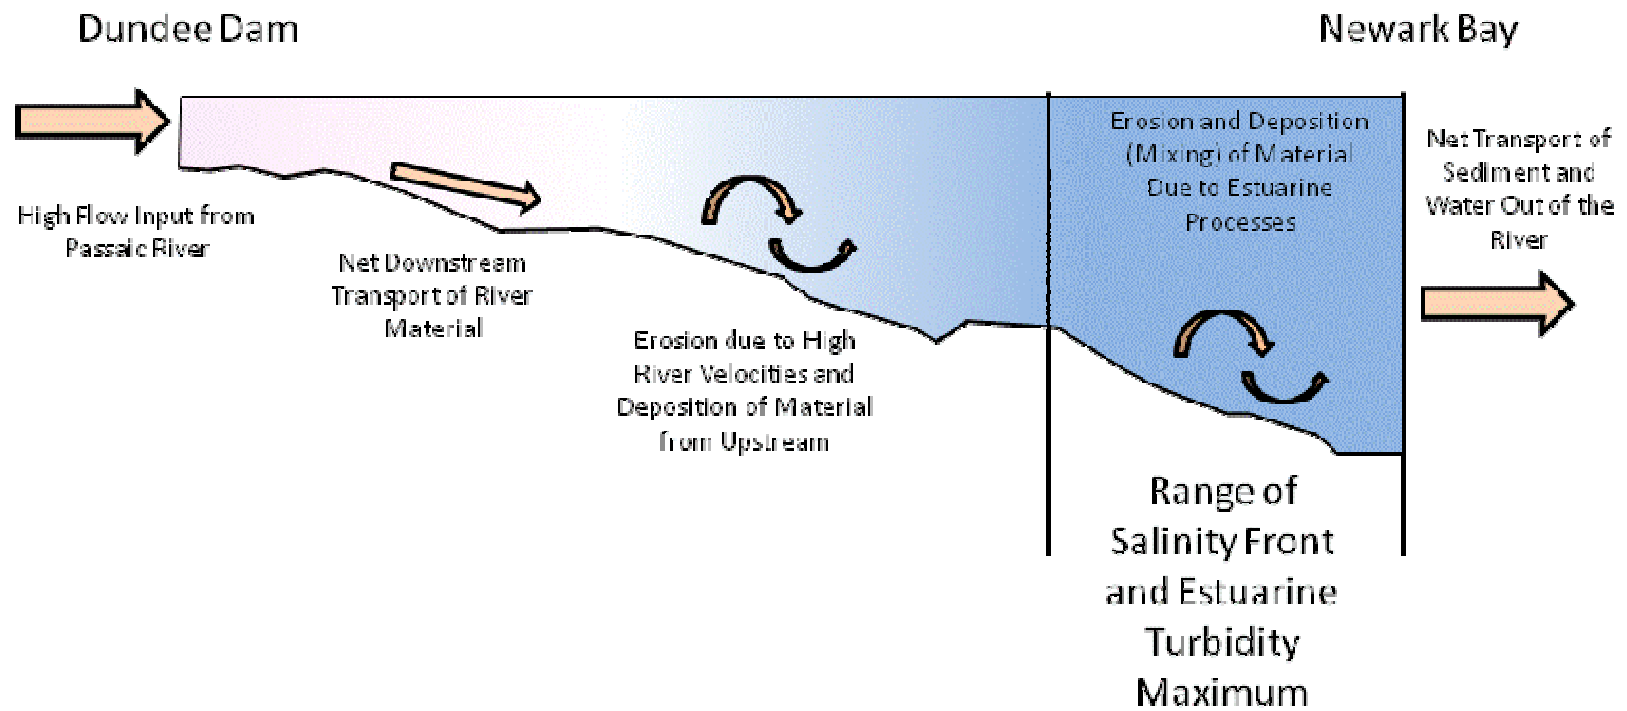 Dundee Dam
Newark Bay
High Flow Input from
Passaic River
Net Downstream
Transport of River
Material
Erosion due to High
River Velocities and
Deposition of Material
from Upstream
Erosion and Deposition
(Mixing) of Material
Due to Estuarine
Processes
Range of
Salinity Front
and Estuarine
Turbidity
Maximum
Net Transport of
Sediment and
Water Out of the
River